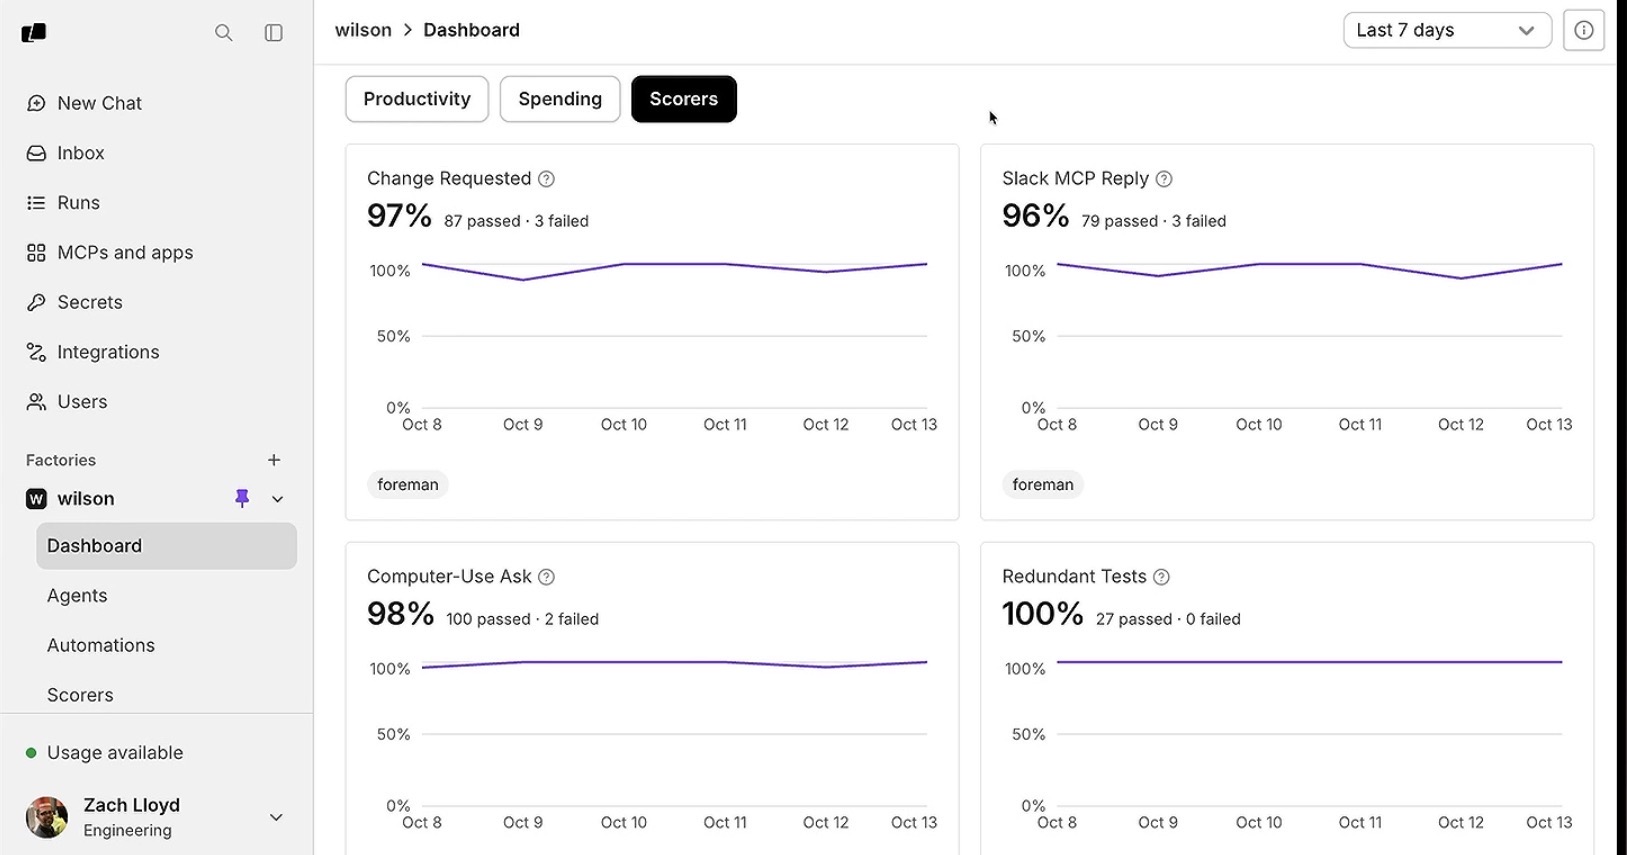 wilson > Dashboard
Last 7 days
New Chat
Inbox
Runs
MCPs and apps
Secrets
Integrations
Users
Factories
W wilson
Dashboard
Agents
Automations
Scorers
Usage available
Zach Lloyd
Engineering
Productivity
Spending
Scorers
Change Requested
97% 87 passed · 3 failed
100%
50%
0%
Oct 8 Oct 9 Oct 10 Oct 11 Oct 12 Oct 13
foreman
Slack MCP Reply
96% 79 passed · 3 failed
100%
50%
0%
Oct 8 Oct 9 Oct 10 Oct 11 Oct 12 Oct 13
foreman
Computer-Use Ask
98% 100 passed · 2 failed
100%
50%
0%
Oct 8 Oct 9 Oct 10 Oct 11 Oct 12 Oct 13
Redundant Tests
100% 27 passed · 0 failed
100%
50%
0%
Oct 8 Oct 9 Oct 10 Oct 11 Oct 12 Oct 13